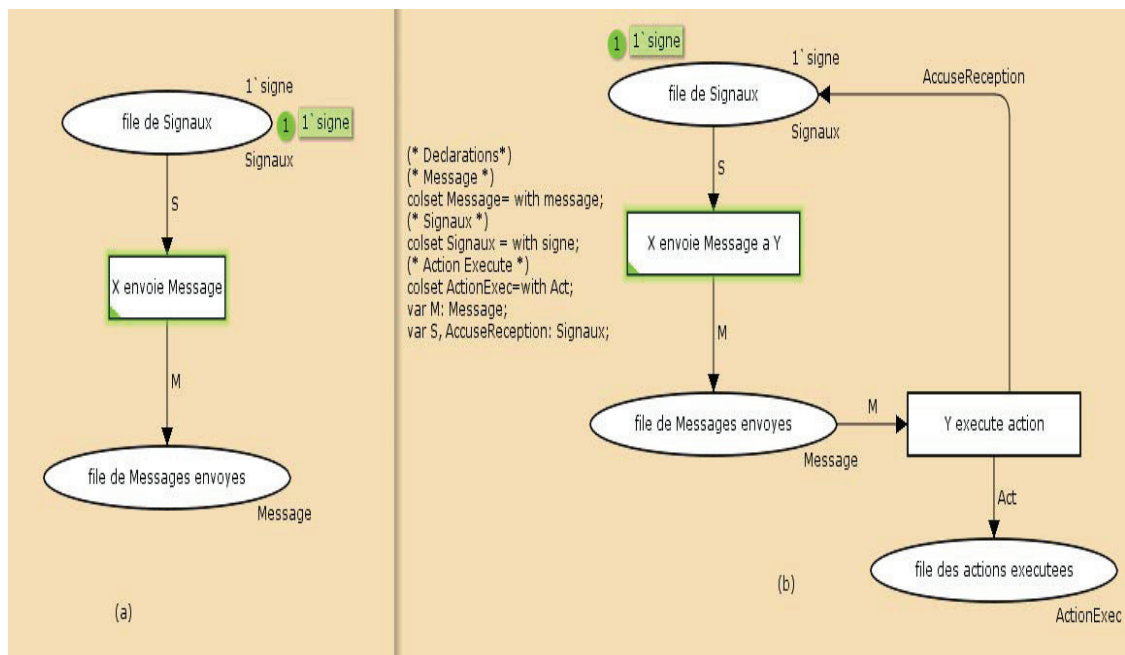 1`signe
file de Signaux
1 1`signe
Signaux
S
X envoie Message
M
file de Messages envoyes
Message
(a)
1 1`signe
1`signe
AccuseReception
file de Signaux
Signaux
(* Declarations*)
(* Message *)
colset Message= with message;
(* Signaux *)
colset Signaux = with signe;
(* Action Execute *)
colset ActionExec=with Act;
var M: Message;
var S, AccuseReception: Signaux;
S
X envoie Message a Y
M
file de Messages envoyes
M
Message
Y execute action
Act
file des actions executees
ActionExec
(b)